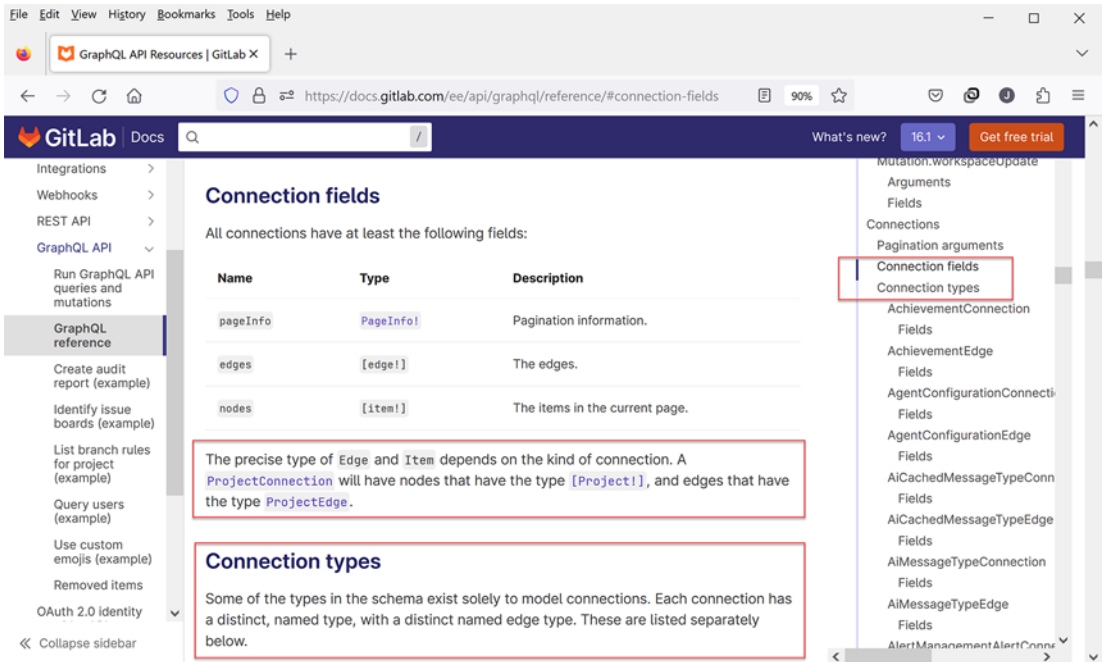 File Edit View History Bookmarks Tools Help
GraphQL API Resources | GitLab
https://docs.gitlab.com/ee/api/graphql/reference/#connection-fields
90%
J
GitLab Docs
/
What's new?
16.1
Get free trial
Integrations
Webhooks
REST API
GraphQL API
Run GraphQL API
queries and
mutations
GraphQL
reference
Create audit
report (example)
Identify issue
boards (example)
List branch rules
for project
(example)
Query users
(example)
Use custom
emojis (example)
Removed items
OAuth 2.0 identity
Collapse sidebar
Connection fields
All connections have at least the following fields:
Name Type Description
pageInfo PageInfo! Pagination information.
edges [edge!] The edges.
nodes [item!] The items in the current page.
The precise type of Edge and Item depends on the kind of connection. A
ProjectConnection will have nodes that have the type [Project!], and edges that have
the type ProjectEdge.
Connection types
Some of the types in the schema exist solely to model connections. Each connection has
a distinct, named type, with a distinct named edge type. These are listed separately
below.
Mutation.workspaceUpdate
Arguments
Fields
Connections
Pagination arguments
Connection fields
Connection types
AchievementConnection
Fields
AchievementEdge
Fields
AgentConfigurationConnecti
Fields
AgentConfigurationEdge
Fields
AiCachedMessageTypeConn
Fields
AiCachedMessageTypeEdge
Fields
AiMessageTypeConnection
Fields
AiMessageTypeEdge
Fields
AlertManagementAlertConne